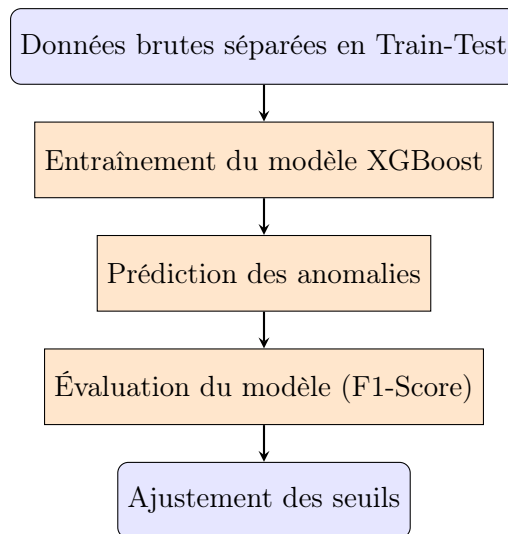 Données brutes séparées en Train-Test
Entraînement du modèle XGBoost
Prédiction des anomalies
Évaluation du modèle (F1-Score)
Ajustement des seuils